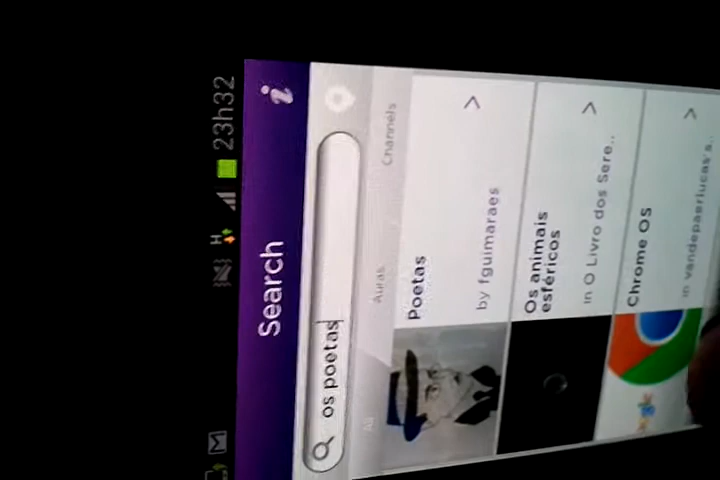 23h32
H
Search
os poetas
All
Auras
Channels
Poetas
by fguimaraes
Os animais
esféricos
in O Livro dos Sere...
Chrome OS
in vandepaerlucas's...